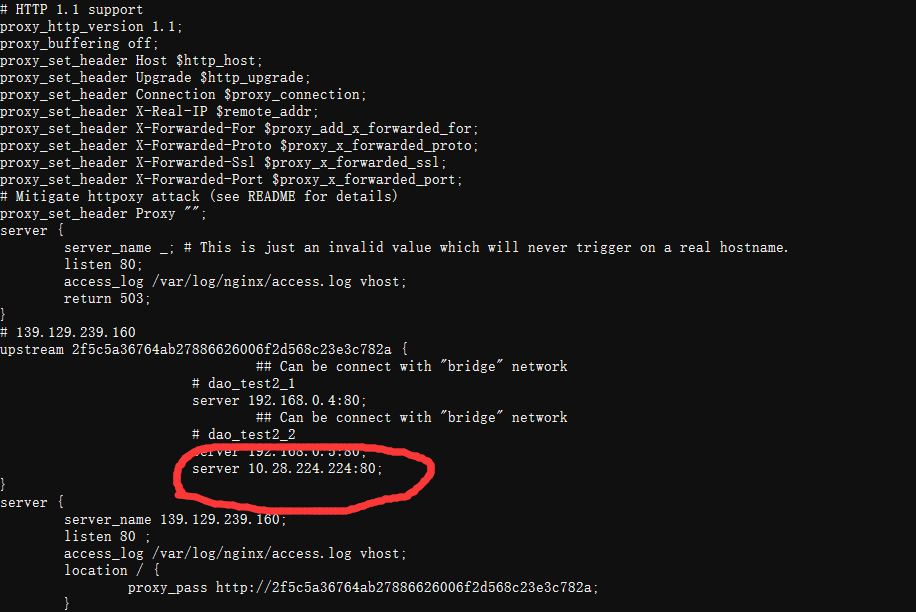 # HTTP 1.1 support
proxy_http_version 1.1;
proxy_buffering off;
proxy_set_header Host $http_host;
proxy_set_header Upgrade $http_upgrade;
proxy_set_header Connection $proxy_connection;
proxy_set_header X-Real-IP $remote_addr;
proxy_set_header X-Forwarded-For $proxy_add_x_forwarded_for;
proxy_set_header X-Forwarded-Proto $proxy_x_forwarded_proto;
proxy_set_header X-Forwarded-Ssl $proxy_x_forwarded_ssl;
proxy_set_header X-Forwarded-Port $proxy_x_forwarded_port;
# Mitigate httpoxy attack (see README for details)
proxy_set_header Proxy "";
server {
        server_name _; # This is just an invalid value which will never trigger on a real hostname.
        listen 80;
        access_log /var/log/nginx/access.log vhost;
        return 503;
}
# 139.129.239.160
upstream 2f5c5a36764ab27886626006f2d568c23e3c782a {
                                ## Can be connect with "bridge" network
                        # dao_test2_1
                        server 192.168.0.4:80;
                                ## Can be connect with "bridge" network
                        # dao_test2_2
                        server 192.168.0.5:80;
                        server 10.28.224.224:80;
}
server {
        server_name 139.129.239.160;
        listen 80 ;
        access_log /var/log/nginx/access.log vhost;
        location / {
                proxy_pass http://2f5c5a36764ab27886626006f2d568c23e3c782a;
        }